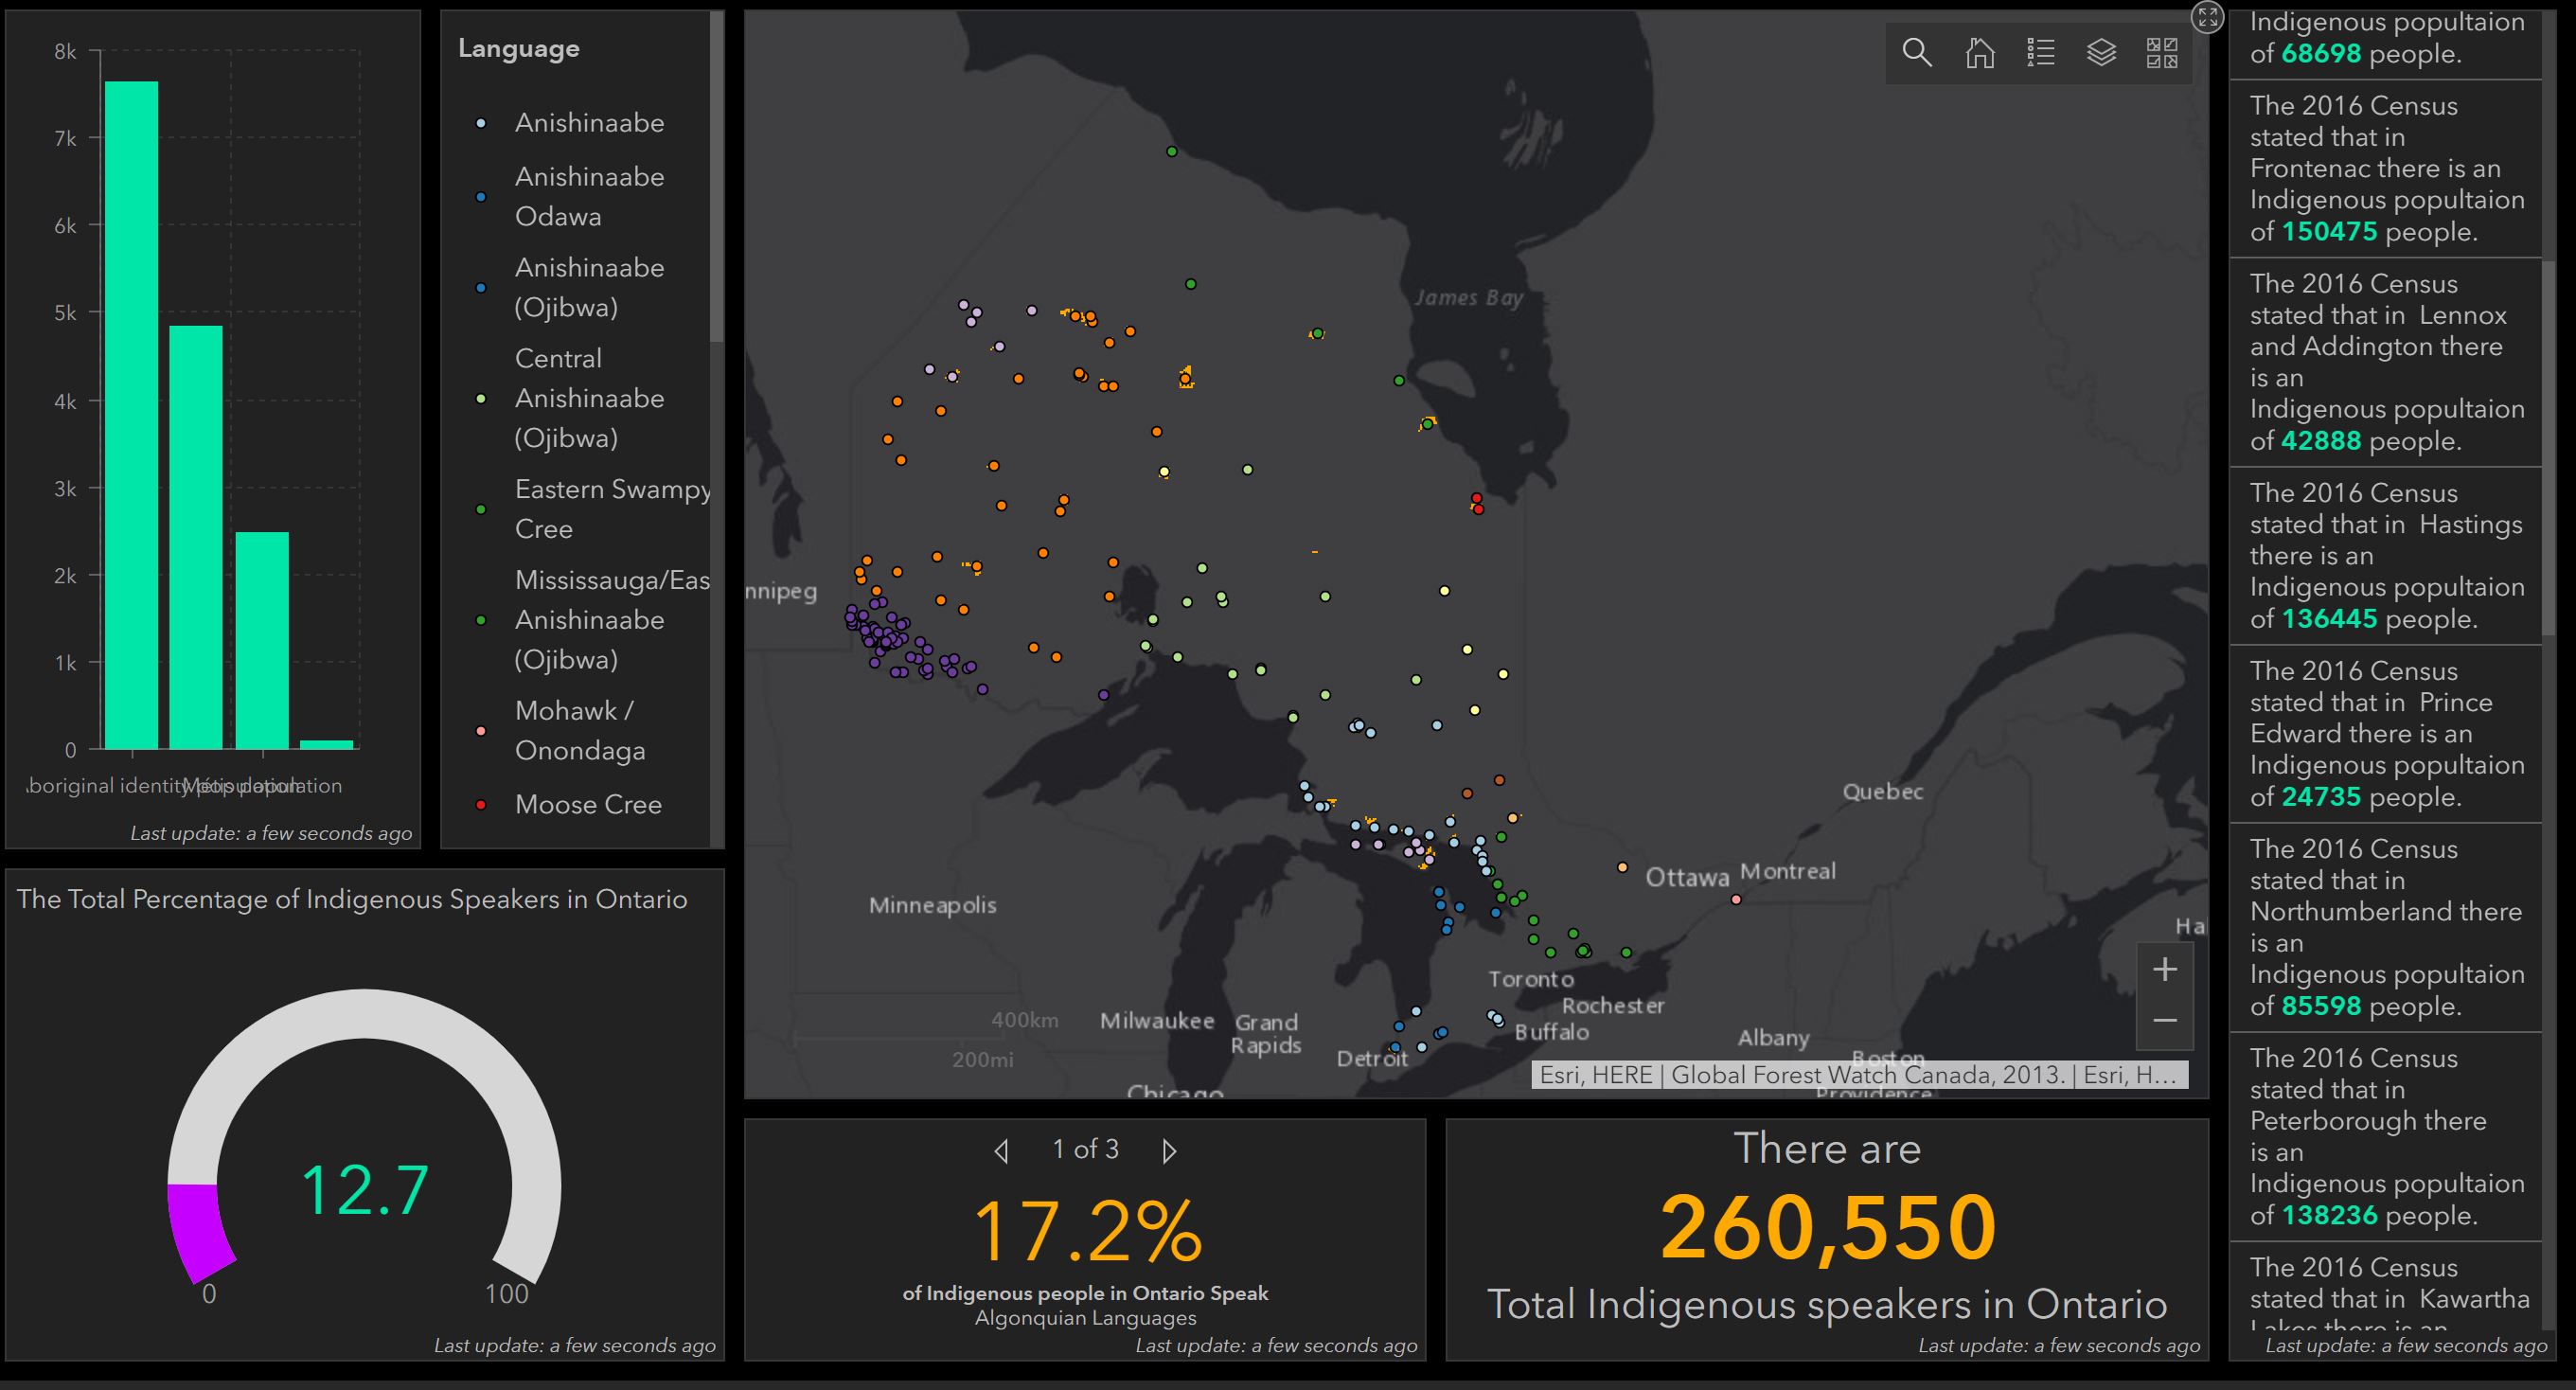 8k
7k
6k
5k
4k
3k
2k
1k
0
boriginal identity
Last update: a few seconds ago
Language
Anishinaabe
Anishinaabe
Odawa
Anishinaabe
(Ojibwa)
Central
Anishinaabe
(Ojibwa)
Eastern Swampy
Cree
Mississauga/Eas
Anishinaabe
(Ojibwa)
Mohawk /
Onondaga
Moose Cree
The Total Percentage of Indigenous Speakers in Ontario
12.7
0
100
Last update: a few seconds ago
James Bay
nnipeg
Quebec
Ottawa
Montreal
Minneapolis
Ha
Toronto
Rochester
400km
Milwaukee
Grand
Rapids
Buffalo
Albany
200mi
Detroit
Boston
Chicago
Providence
+
−
Esri, HERE | Global Forest Watch Canada, 2013. | Esri, H...
1 of 3
17.2%
of Indigenous people in Ontario Speak
Algonquian Languages
Last update: a few seconds ago
There are
260,550
Total Indigenous speakers in Ontario
Last update: a few seconds ago
Indigenous popultaion
of 68698 people.
The 2016 Census
stated that in
Frontenac there is an
Indigenous popultaion
of 150475 people.
The 2016 Census
stated that in Lennox
and Addington there
is an
Indigenous popultaion
of 42888 people.
The 2016 Census
stated that in Hastings
there is an
Indigenous popultaion
of 136445 people.
The 2016 Census
stated that in Prince
Edward there is an
Indigenous popultaion
of 24735 people.
The 2016 Census
stated that in
Northumberland there
is an
Indigenous popultaion
of 85598 people.
The 2016 Census
stated that in
Peterborough there
is an
Indigenous popultaion
of 138236 people.
The 2016 Census
stated that in Kawartha
Lakes there is an
Last update: a few seconds ago